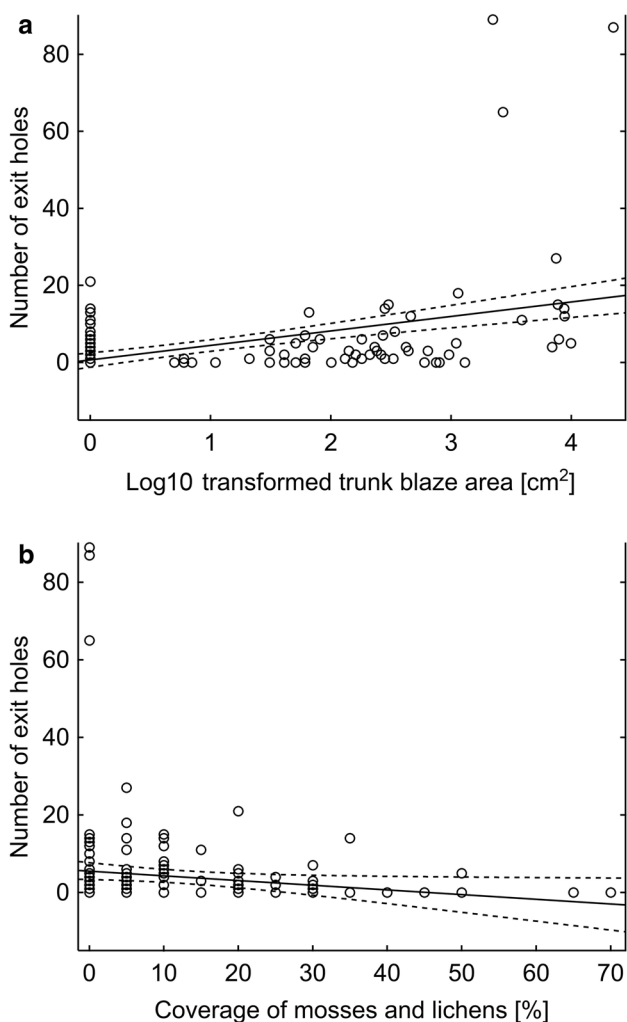 a
80
60
40
20
0
Number of exit holes
0 1 2 3 4
Log10 transformed trunk blaze area [cm²]
b
80
60
40
20
0
Number of exit holes
0 10 20 30 40 50 60 70
Coverage of mosses and lichens [%]